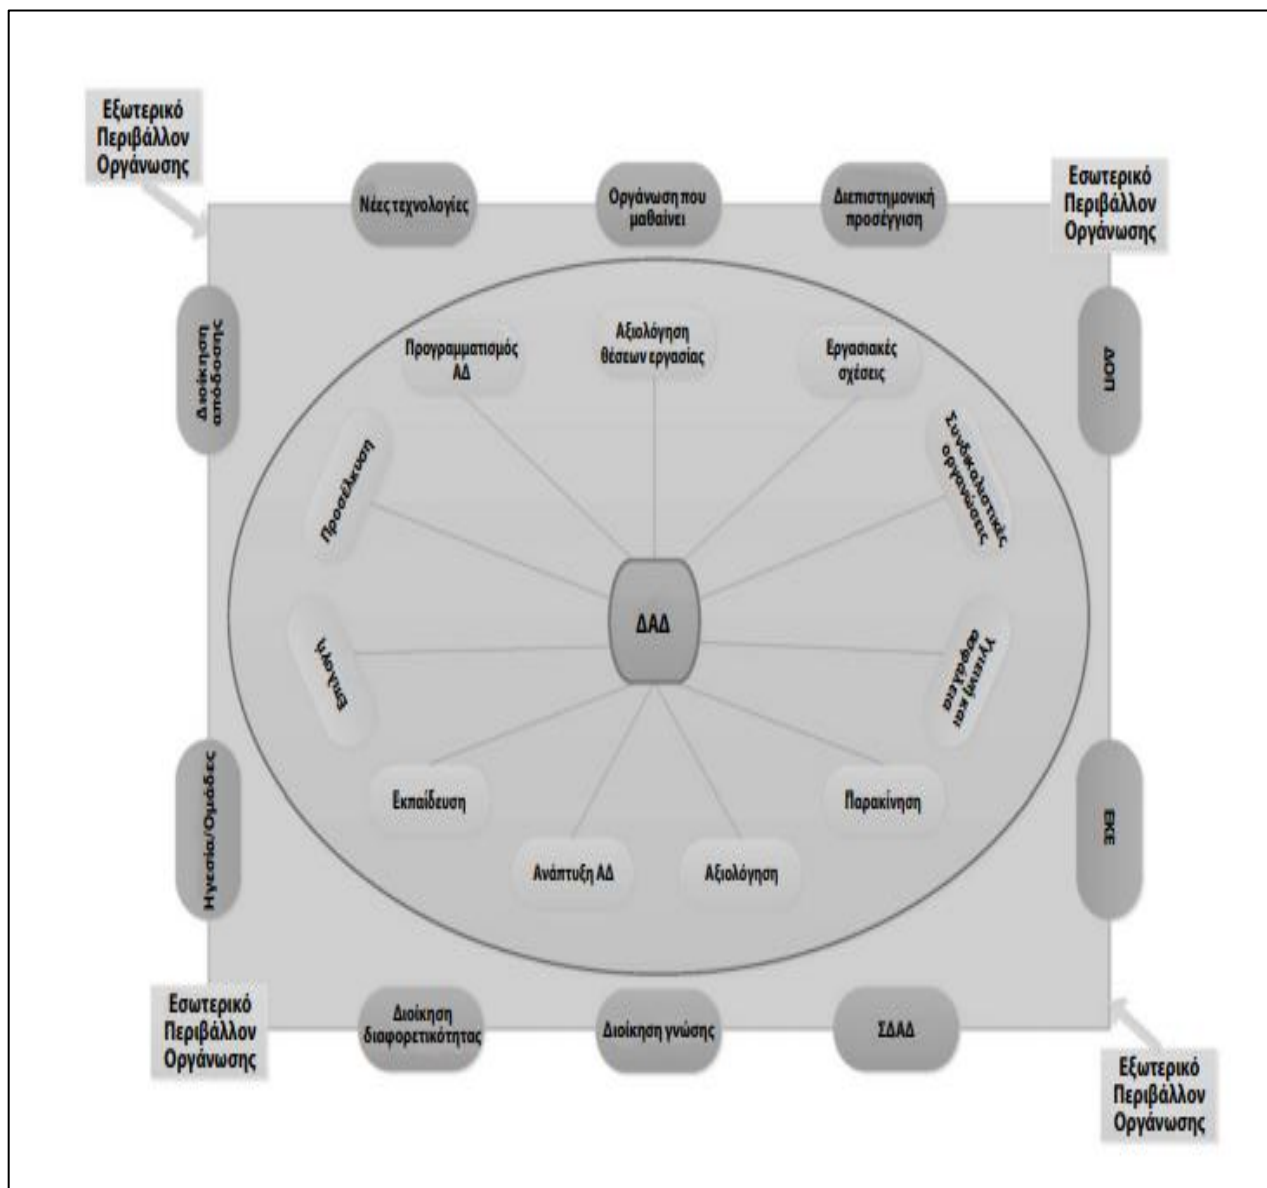 Εξωτερικό
Περιβάλλον
Οργάνωσης
Νέες τεχνολογίες
Οργάνωση που
μαθαίνει
Διεπιστημονική
προσέγγιση
Εσωτερικό
Περιβάλλον
Οργάνωσης
Διοίκηση
απόδοσης
Προγραμματισμός
ΑΔ
Αξιολόγηση
θέσεων εργασίας
Εργασιακές
σχέσεις
ΔΟΠ
Προσέλκυση
Συνδικαλιστικές
οργανώσεις
ΔΑΔ
Επιλογή
Υγιεινή και
ασφάλεια
Ηγεσία/Ομάδες
Εκπαίδευση
Παρακίνηση
ΕΚΕ
Ανάπτυξη ΑΔ
Αξιολόγηση
Εσωτερικό
Περιβάλλον
Οργάνωσης
Διοίκηση
διαφορετικότητας
Διοίκηση γνώσης
ΣΔΑΔ
Εξωτερικό
Περιβάλλον
Οργάνωσης